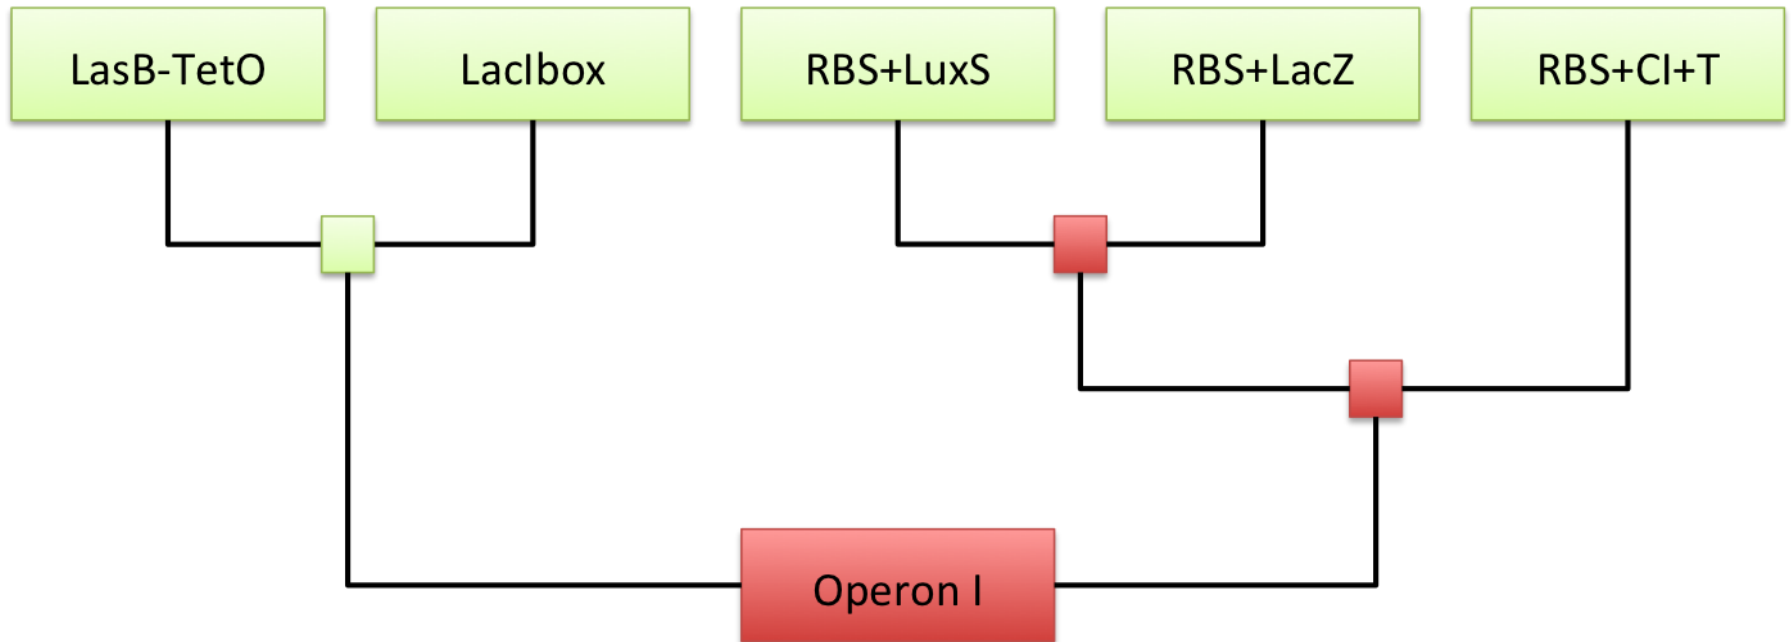 LasB-TetO
LacIbox
RBS+LuxS
RBS+LacZ
RBS+CI+T
Operon I